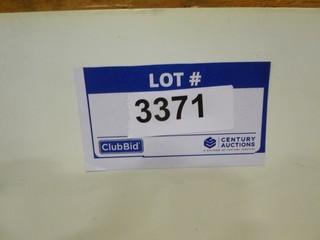 LOT #
3371
ClubBid
CENTURY
AUCTIONS